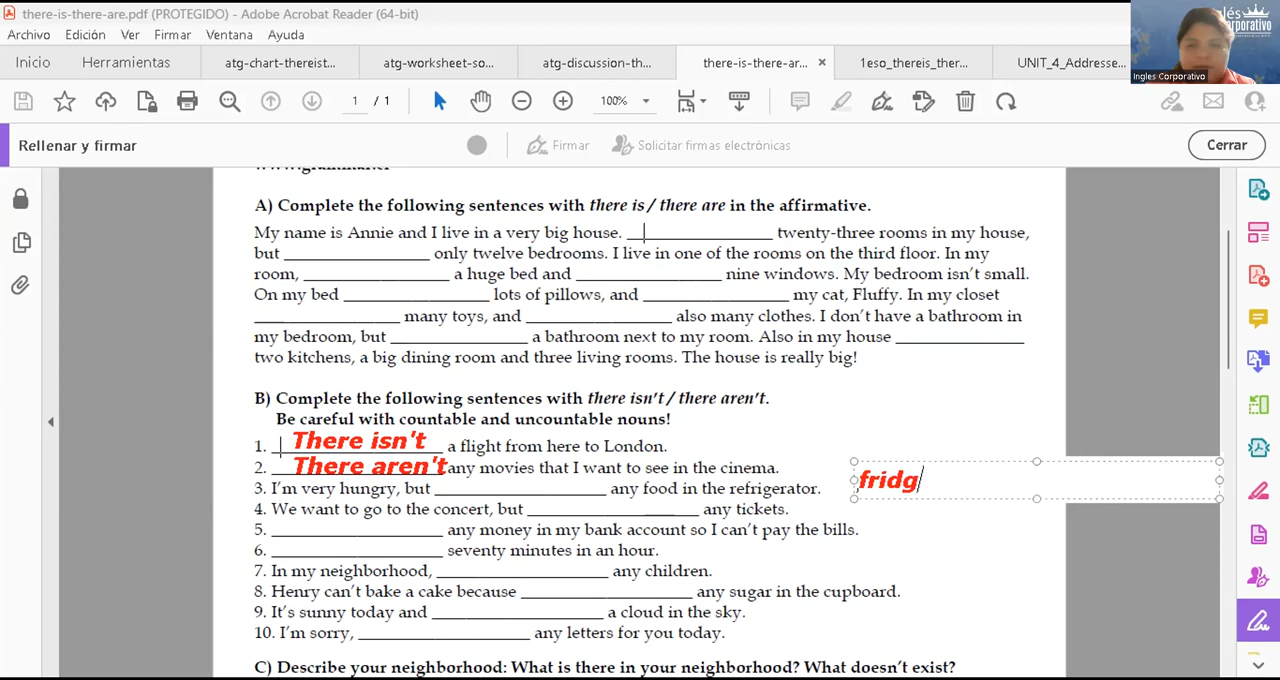 there-is-there-are.pdf (PROTEGIDO) - Adobe Acrobat Reader (64-bit)
Archivo Edición Ver Firmar Ventana Ayuda
Inicio Herramientas atg-chart-thereist... atg-worksheet-so... atg-discussion-th... there-is-there-ar... × 1eso_thereis_ther... UNIT_4_Addresse...
Ingles Corporativo
1 / 1 100%
Rellenar y firmar Firmar Solicitar firmas electrónicas Cerrar
A) Complete the following sentences with there is / there are in the affirmative.
My name is Annie and I live in a very big house. ______________ twenty-three rooms in my house,
but ______________ only twelve bedrooms. I live in one of the rooms on the third floor. In my
room, ______________ a huge bed and ______________ nine windows. My bedroom isn't small.
On my bed ______________ lots of pillows, and ______________ my cat, Fluffy. In my closet
______________ many toys, and ______________ also many clothes. I don't have a bathroom in
my bedroom, but ______________ a bathroom next to my room. Also in my house ______________
two kitchens, a big dining room and three living rooms. The house is really big!
B) Complete the following sentences with there isn't / there aren't.
Be careful with countable and uncountable nouns!
1. There isn't a flight from here to London.
2. There aren't any movies that I want to see in the cinema.
fridg
3. I'm very hungry, but ________________ any food in the refrigerator.
4. We want to go to the concert, but ________________ any tickets.
5. ________________ any money in my bank account so I can't pay the bills.
6. ________________ seventy minutes in an hour.
7. In my neighborhood, ________________ any children.
8. Henry can't bake a cake because ________________ any sugar in the cupboard.
9. It's sunny today and ________________ a cloud in the sky.
10. I'm sorry, ________________ any letters for you today.
C) Describe your neighborhood: What is there in your neighborhood? What doesn't exist?